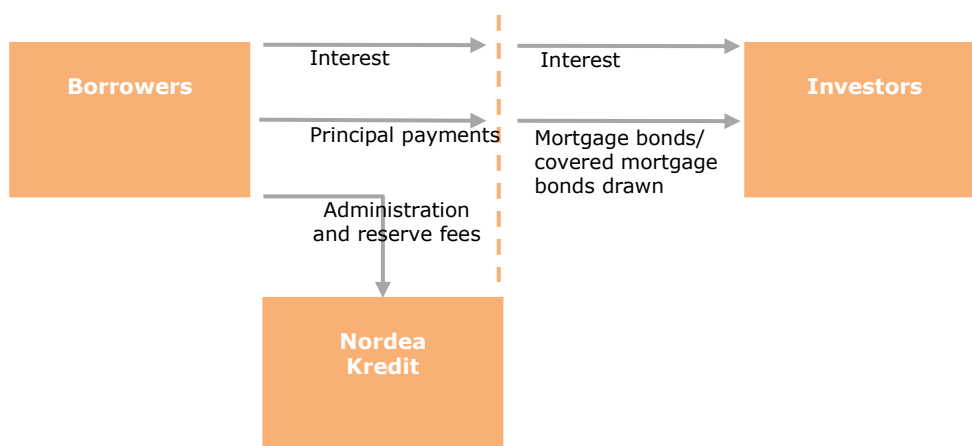 Borrowers
Interest
Principal payments
Administration
and reserve fees
Interest
Mortgage bonds/
covered mortgage
bonds drawn
Investors
Nordea
Kredit